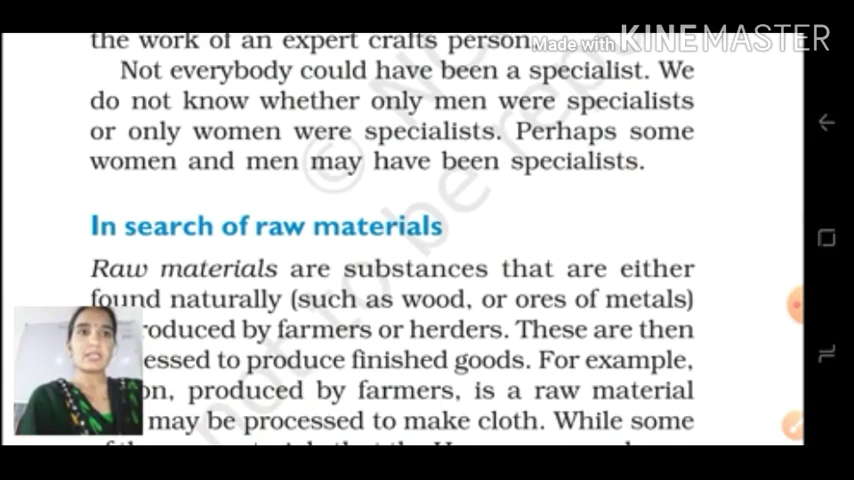 the work of an expert crafts person.
Made with KINEMASTER
Not everybody could have been a specialist. We
do not know whether only men were specialists
or only women were specialists. Perhaps some
women and men may have been specialists.
In search of raw materials
Raw materials are substances that are either
found naturally (such as wood, or ores of metals)
roduced by farmers or herders. These are then
essed to produce finished goods. For example,
on, produced by farmers, is a raw material
may be processed to make cloth. While some
not to be rep